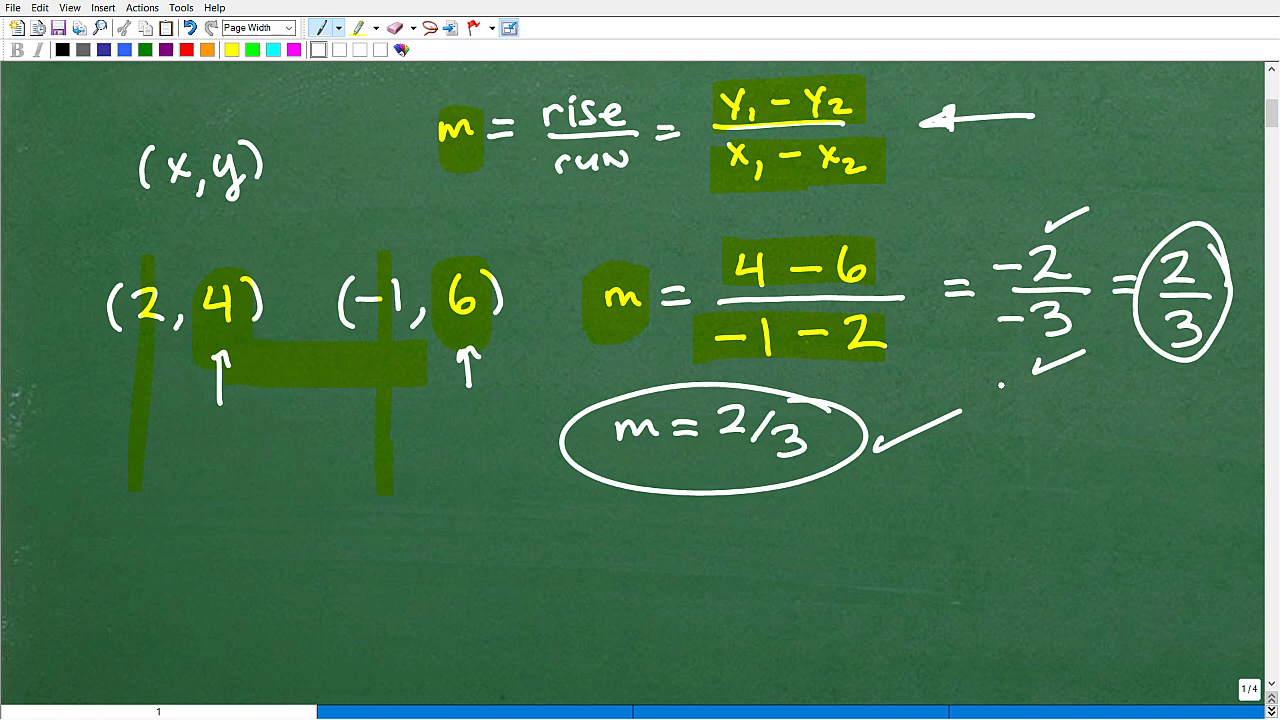 File Edit View Insert Actions Tools Help
Page Width
B I
m = rise/run = y₁ - y₂ / x₁ - x₂
(x, y)
(2, 4) (-1, 6) m = 4 - 6 / -1 - 2 = -2 / -3 = 2 / 3
m = 2/3
1/4
1